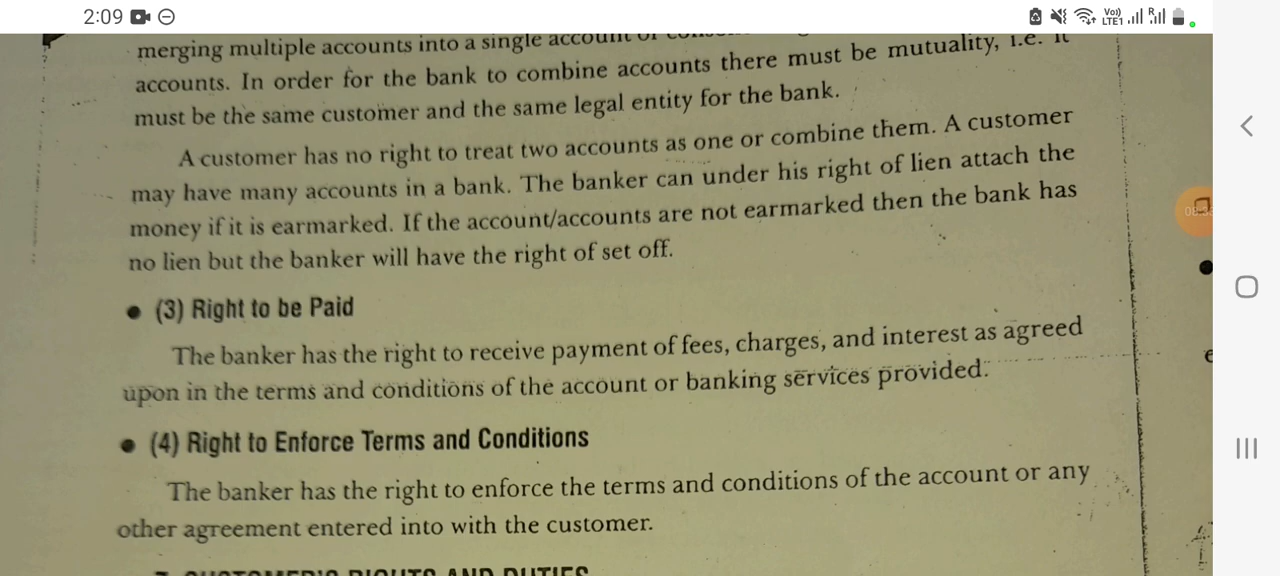 2:09
Vo)) R
LTE1
merging multiple accounts into a single account or
accounts. In order for the bank to combine accounts there must be mutuality, i.e. it
must be the same customer and the same legal entity for the bank.
A customer has no right to treat two accounts as one or combine them. A customer
may have many accounts in a bank. The banker can under his right of lien attach the
money if it is earmarked. If the account/accounts are not earmarked then the bank has
no lien but the banker will have the right of set off.
• (3) Right to be Paid
The banker has the right to receive payment of fees, charges, and interest as agreed
upon in the terms and conditions of the account or banking services provided.
• (4) Right to Enforce Terms and Conditions
The banker has the right to enforce the terms and conditions of the account or any
other agreement entered into with the customer.
CUSTOMER'S RIGHTS AND DUTIES